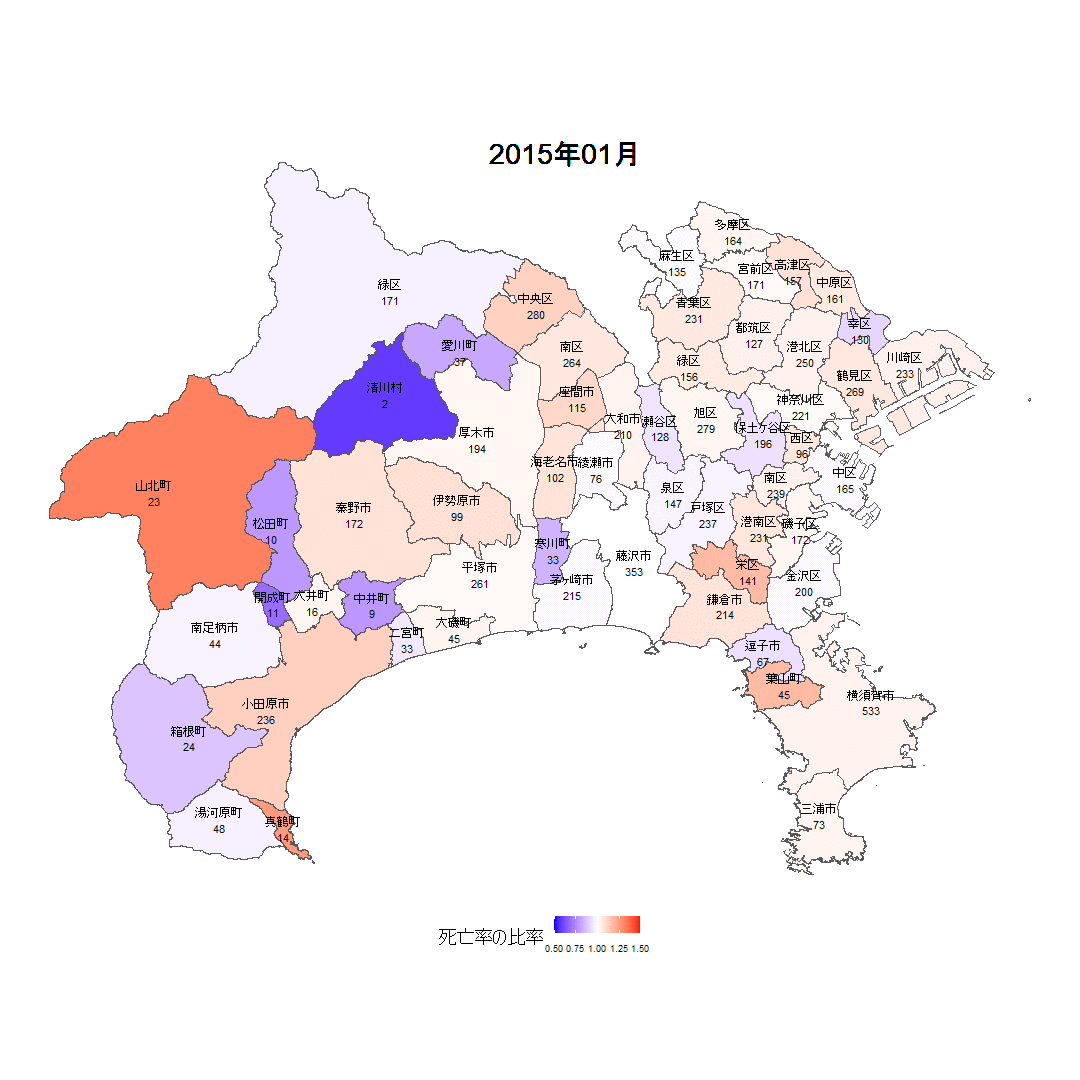 2015年01月
多摩区
164
麻生区
135
宮前区
171
高津区
157
中原区
161
緑区
171
中央区
280
青葉区
231
都筑区
127
幸区
130
愛川町
37
南区
264
港北区
250
川崎区
233
緑区
156
鶴見区
269
清川村
2
座間市
115
神奈川区
221
大和市
210
瀬谷区
128
旭区
279
保土ヶ谷区
196
西区
96
厚木市
194
海老名市
102
綾瀬市
76
中区
165
山北町
23
泉区
147
南区
239
秦野市
172
伊勢原市
99
戸塚区
237
港南区
231
磯子区
172
松田町
10
寒川町
33
藤沢市
353
栄区
141
平塚市
261
茅ヶ崎市
215
金沢区
200
開成町
11
大井町
16
中井町
9
鎌倉市
214
南足柄市
44
二宮町
33
大磯町
45
逗子市
67
葉山町
45
小田原市
236
横須賀市
533
箱根町
24
湯河原町
48
真鶴町
14
三浦市
73
死亡率の比率
0.50 0.75 1.00 1.25 1.50